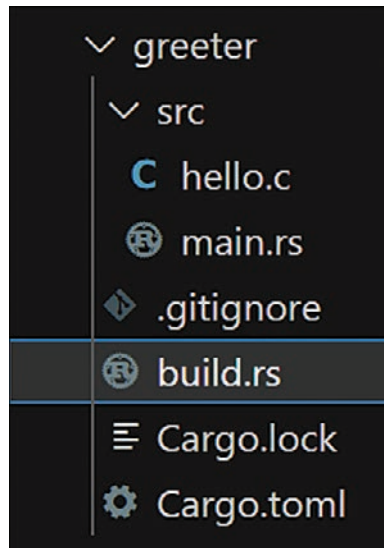 greeter
src
C hello.c
main.rs
.gitignore
build.rs
Cargo.lock
Cargo.toml